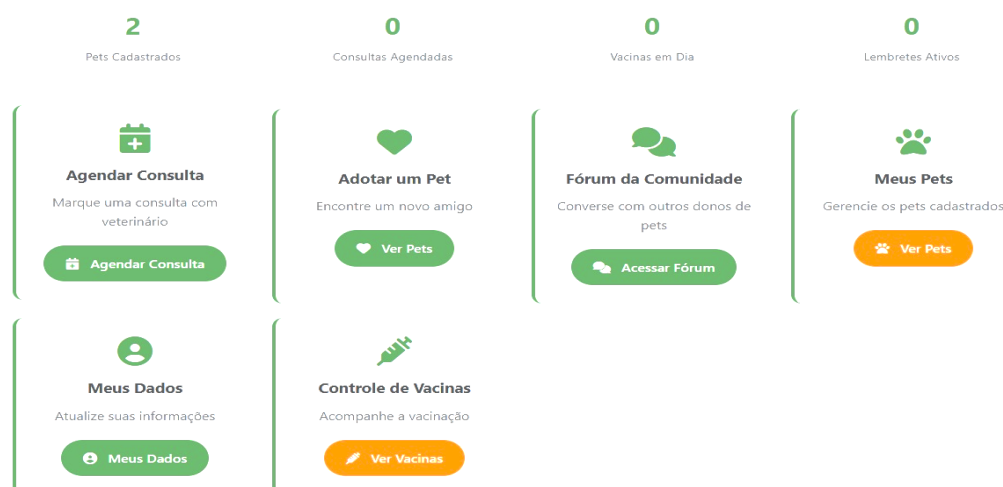 2
Pets Cadastrados
0
Consultas Agendadas
0
Vacinas em Dia
0
Lembretes Ativos
Agendar Consulta
Marque uma consulta com
veterinário
Agendar Consulta
Adotar um Pet
Encontre um novo amigo
Ver Pets
Fórum da Comunidade
Converse com outros donos de
pets
Acessar Fórum
Meus Pets
Gerencie os pets cadastrados
Ver Pets
Meus Dados
Atualize suas informações
Meus Dados
Controle de Vacinas
Acompanhe a vacinação
Ver Vacinas